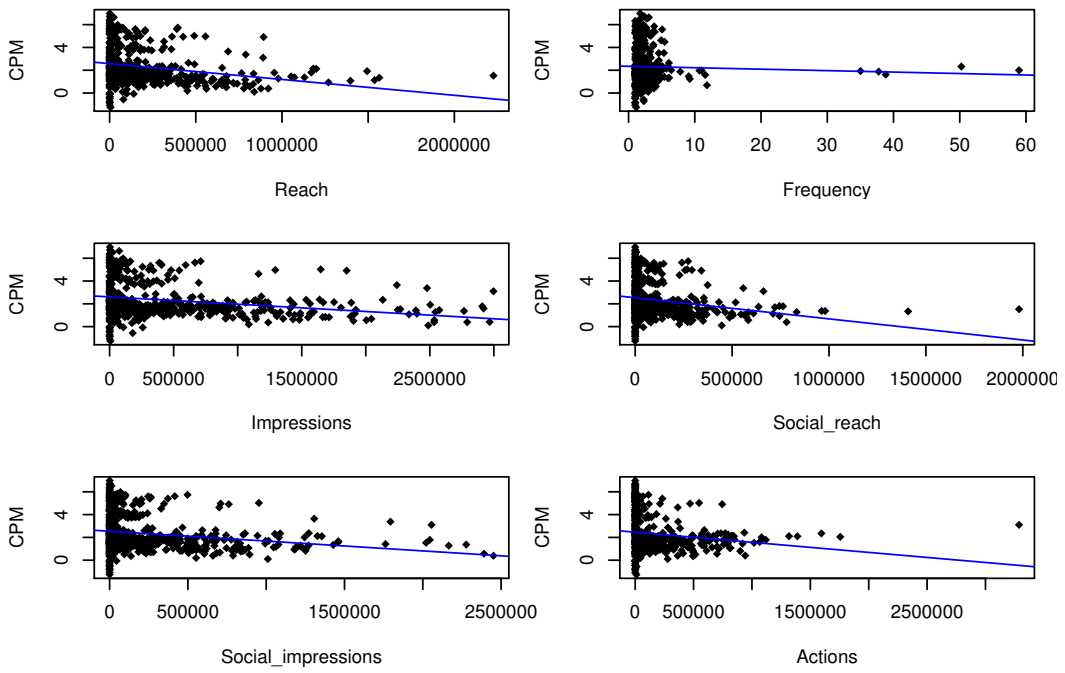 CPM
4
0
0 500000 1000000 2000000
Reach
CPM
4
0
0 10 20 30 40 50 60
Frequency
CPM
4
0
0 500000 1500000 2500000
Impressions
CPM
4
0
0 500000 1000000 1500000 2000000
Social_reach
CPM
4
0
0 500000 1500000 2500000
Social_impressions
CPM
4
0
0 500000 1500000 2500000
Actions